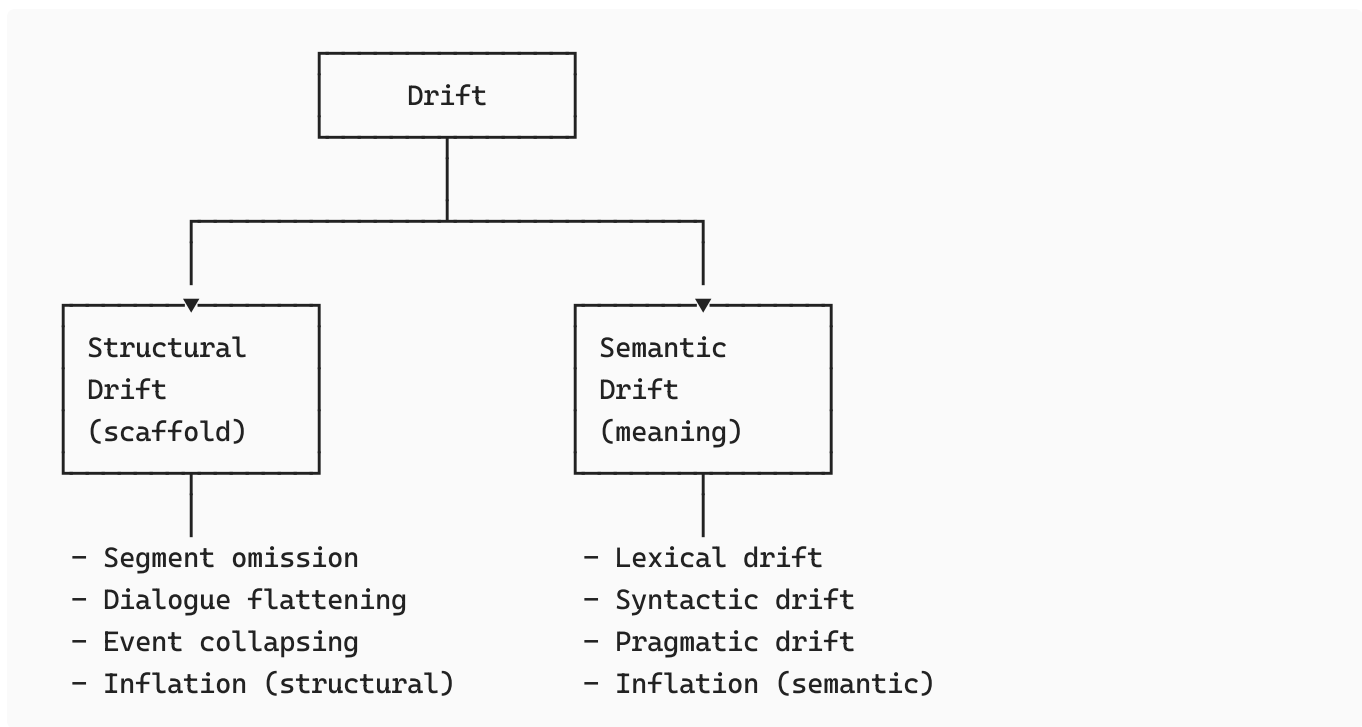 Drift
Structural
Drift
(scaffold)
Semantic
Drift
(meaning)
- Segment omission
- Dialogue flattening
- Event collapsing
- Inflation (structural)
- Lexical drift
- Syntactic drift
- Pragmatic drift
- Inflation (semantic)